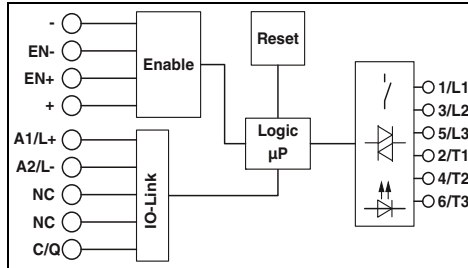 -
EN-
EN+
+
Enable
Reset
A1/L+
A2/L-
NC
NC
C/Q
IO-Link
Logic
µP
1/L1
3/L2
5/L3
2/T1
4/T2
6/T3